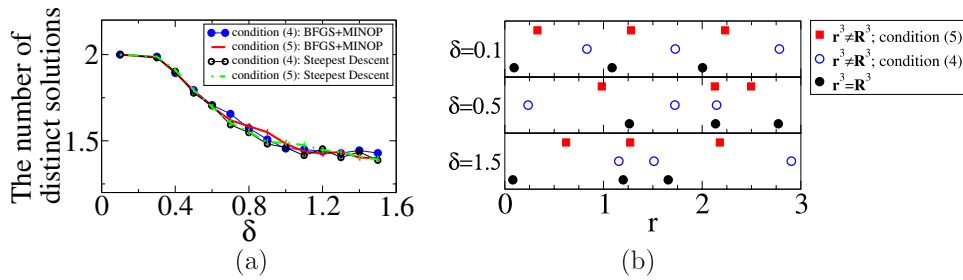 The number of
distinct solutions
2
1.5
0
0.4
0.8
1.2
1.6
δ
condition (4): BFGS+MINOP
condition (5): BFGS+MINOP
condition (4): Steepest Descent
condition (5): Steepest Descent
(a)
δ=0.1
δ=0.5
δ=1.5
0
1
2
3
r
r³≠R³; condition (5)
r³≠R³; condition (4)
r³=R³
(b)